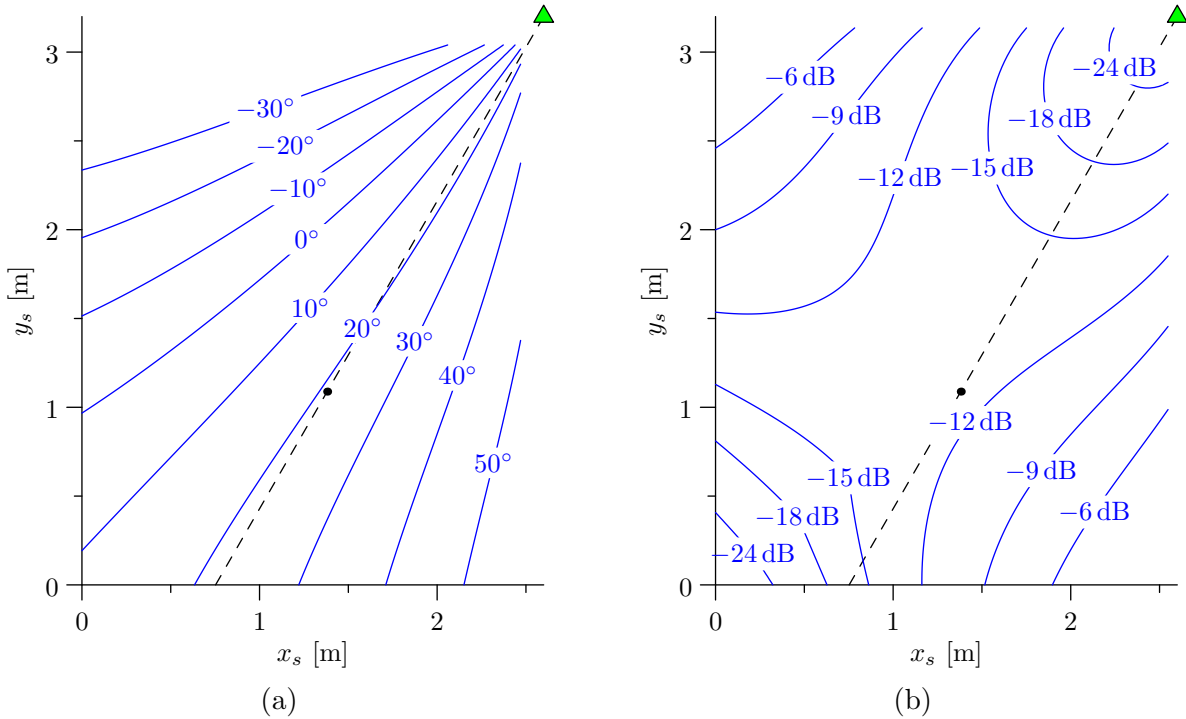 3
2
1
0
0
1
2
y_s [m]
x_s [m]
−30°
−20°
−10°
0°
10°
20°
30°
40°
50°
(a)
3
2
1
0
0
1
2
y_s [m]
x_s [m]
−6 dB
−9 dB
−12 dB
−15 dB
−18 dB
−24 dB
−12 dB
−15 dB
−9 dB
−18 dB
−6 dB
−24 dB
(b)